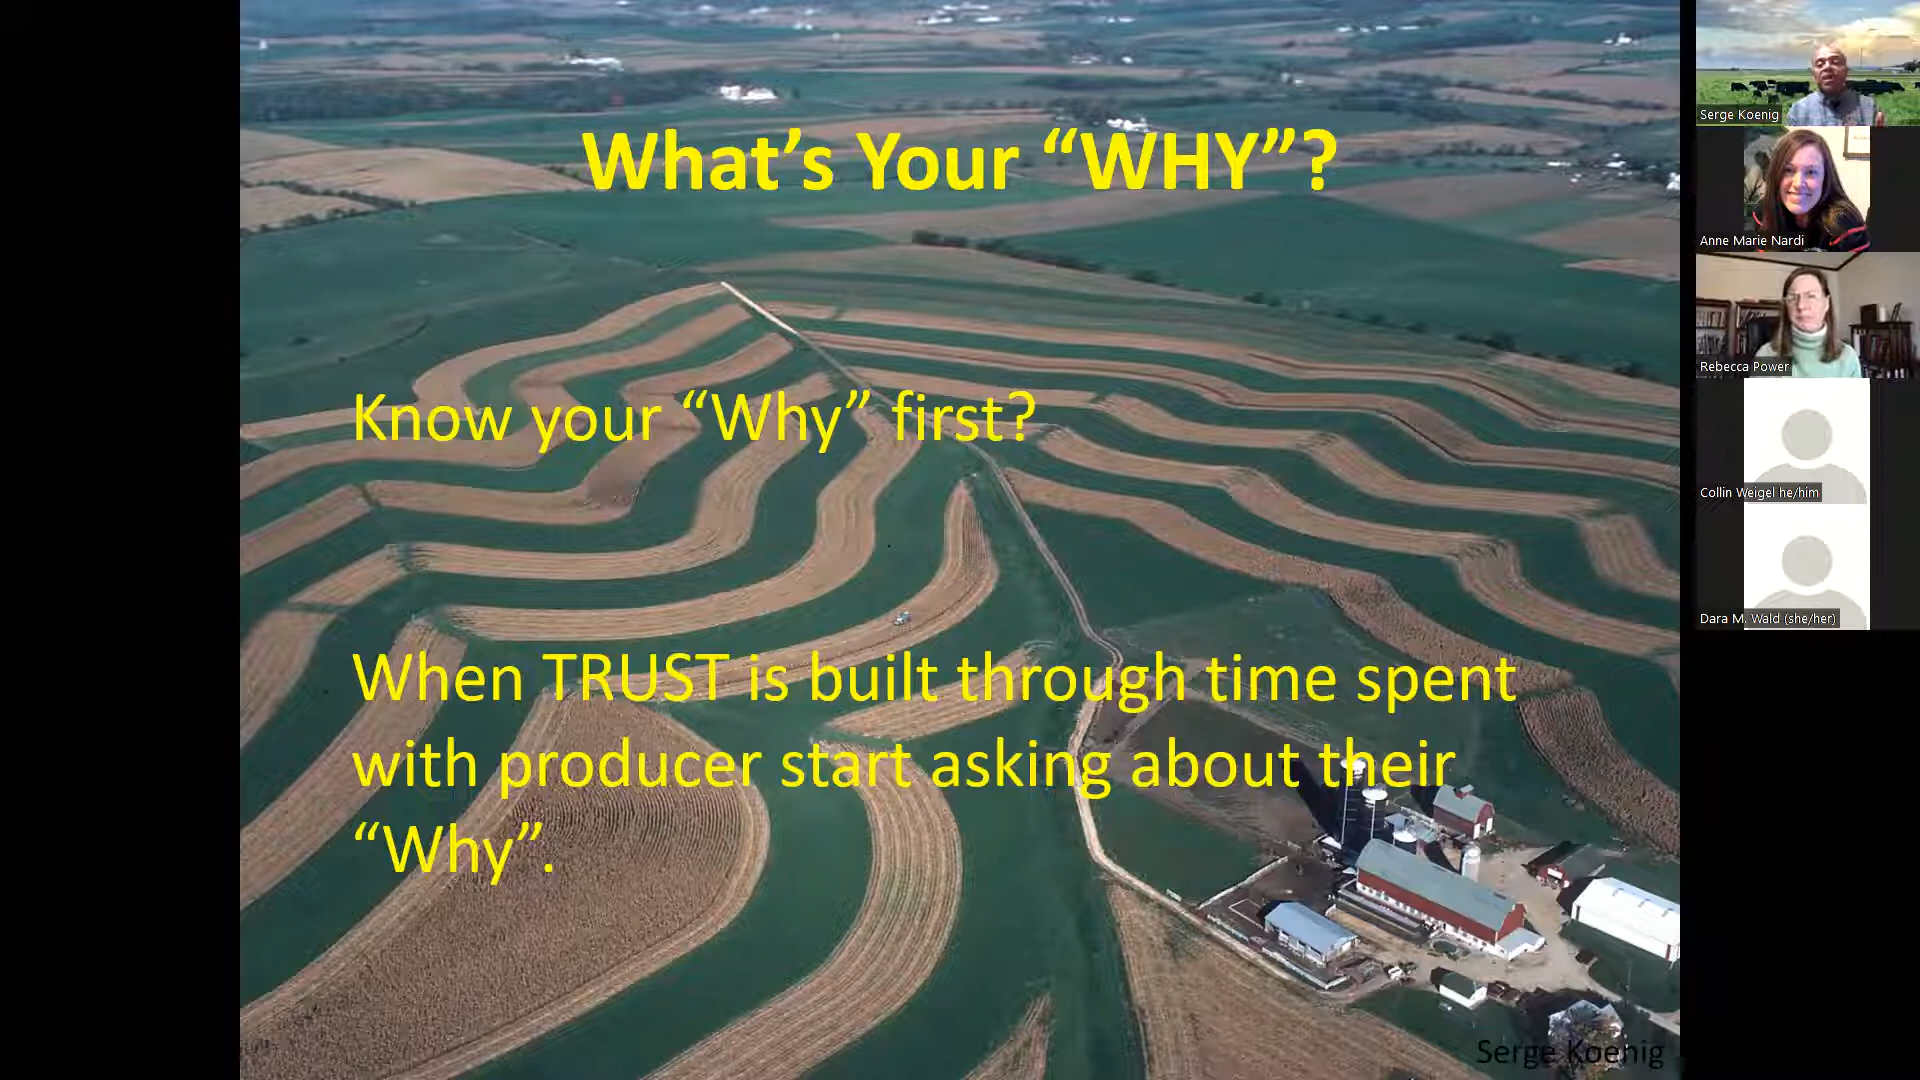 What’s Your “WHY”?
Know your “Why” first?
When TRUST is built through time spent
with producer start asking about their
“Why”.
Serge Koenig
Serge Koenig
Anne Marie Nardi
Rebecca Power
Collin Weigel he/him
Dara M. Wald (she/her)